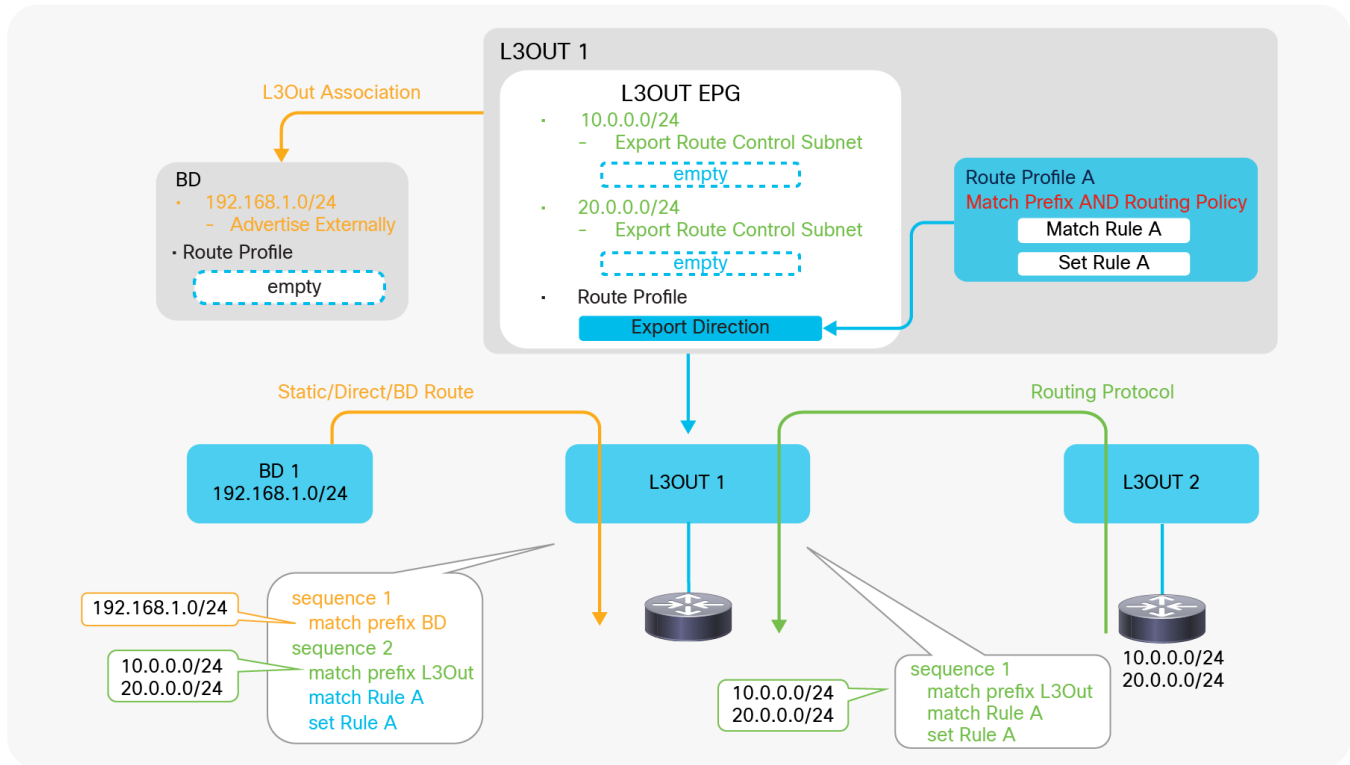 L3OUT 1
L3Out Association
L3OUT EPG
· 10.0.0.0/24
– Export Route Control Subnet
empty
· 20.0.0.0/24
– Export Route Control Subnet
empty
· Route Profile
Export Direction
BD
· 192.168.1.0/24
– Advertise Externally
· Route Profile
empty
Route Profile A
Match Prefix AND Routing Policy
Match Rule A
Set Rule A
Static/Direct/BD Route
Routing Protocol
BD 1
192.168.1.0/24
L3OUT 1
L3OUT 2
192.168.1.0/24
10.0.0.0/24
20.0.0.0/24
sequence 1
match prefix BD
sequence 2
match prefix L3Out
match Rule A
set Rule A
10.0.0.0/24
20.0.0.0/24
sequence 1
match prefix L3Out
match Rule A
set Rule A
10.0.0.0/24
20.0.0.0/24